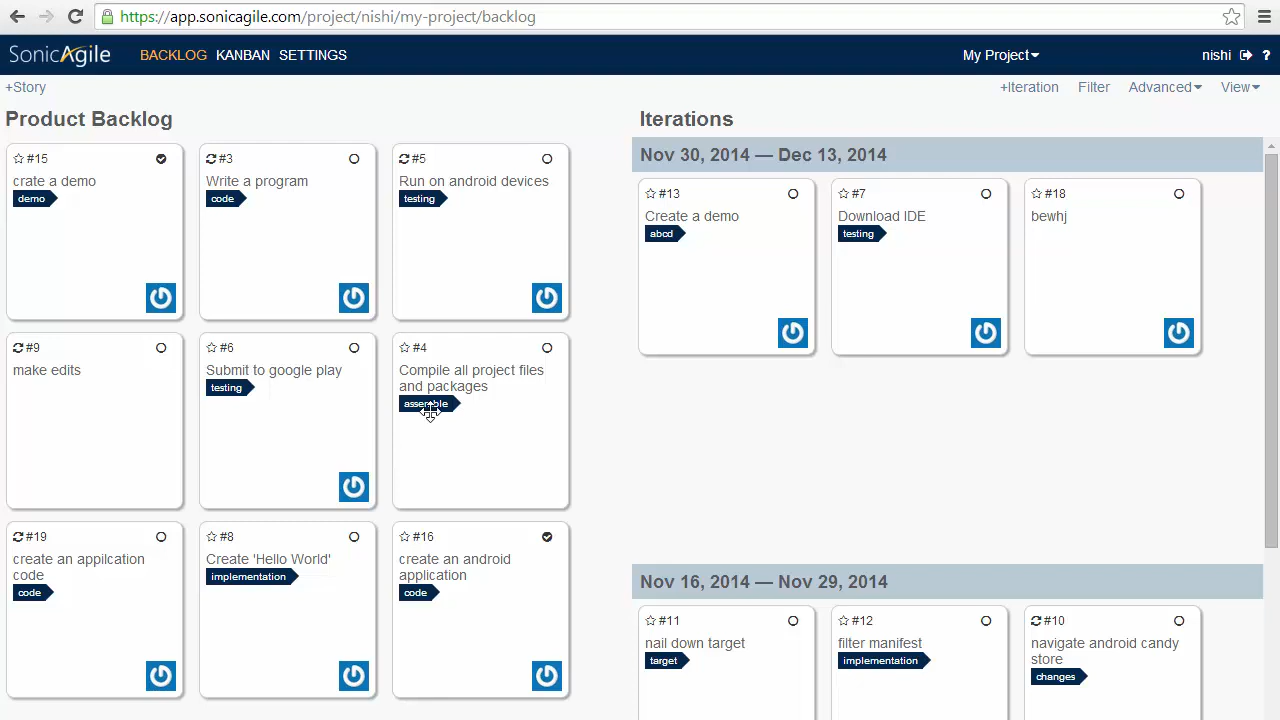 https://app.sonicagile.com/project/nishi/my-project/backlog
SonicAgile BACKLOG KANBAN SETTINGS My Project nishi ?
+Story +Iteration Filter Advanced View
Product Backlog
#15
crate a demo
demo
#3
Write a program
code
#5
Run on android devices
testing
#9
make edits
#6
Submit to google play
testing
#4
Compile all project files
and packages
assemble
#19
create an appilcation
code
code
#8
Create 'Hello World'
implementation
#16
create an android
application
code
Iterations
Nov 30, 2014 — Dec 13, 2014
#13
Create a demo
abcd
#7
Download IDE
testing
#18
bewhj
Nov 16, 2014 — Nov 29, 2014
#11
nail down target
target
#12
filter manifest
implementation
#10
navigate android candy
store
changes